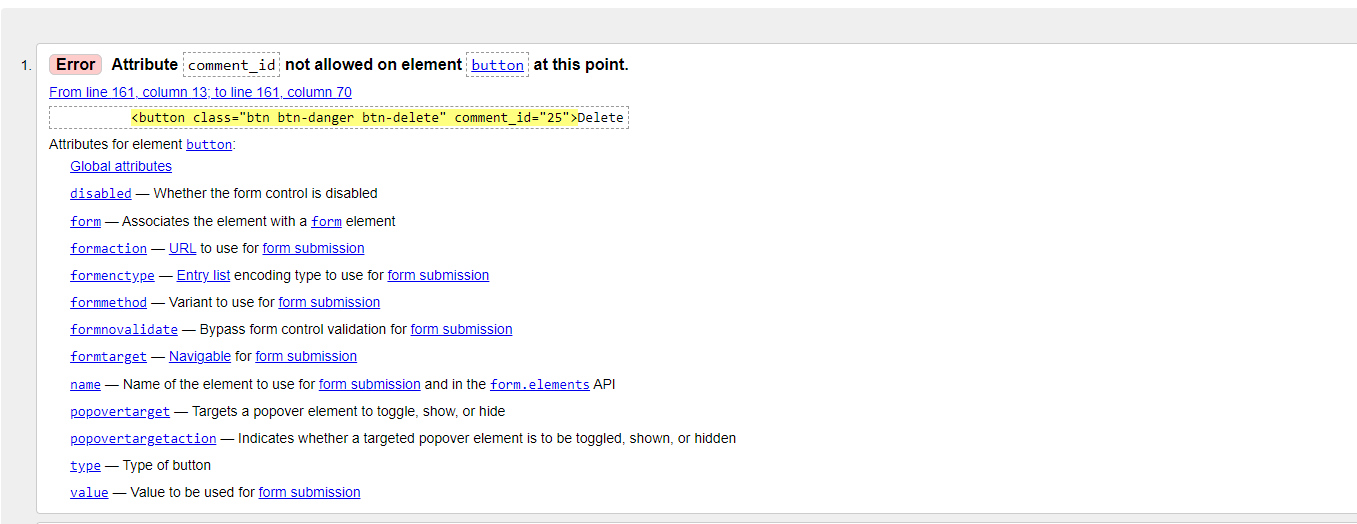 1. Error Attribute comment_id not allowed on element button at this point.
From line 161, column 13; to line 161, column 70
<button class="btn btn-danger btn-delete" comment_id="25">Delete
Attributes for element button:
Global attributes
disabled — Whether the form control is disabled
form — Associates the element with a form element
formaction — URL to use for form submission
formenctype — Entry list encoding type to use for form submission
formmethod — Variant to use for form submission
formnovalidate — Bypass form control validation for form submission
formtarget — Navigable for form submission
name — Name of the element to use for form submission and in the form.elements API
popovertarget — Targets a popover element to toggle, show, or hide
popovertargetaction — Indicates whether a targeted popover element is to be toggled, shown, or hidden
type — Type of button
value — Value to be used for form submission